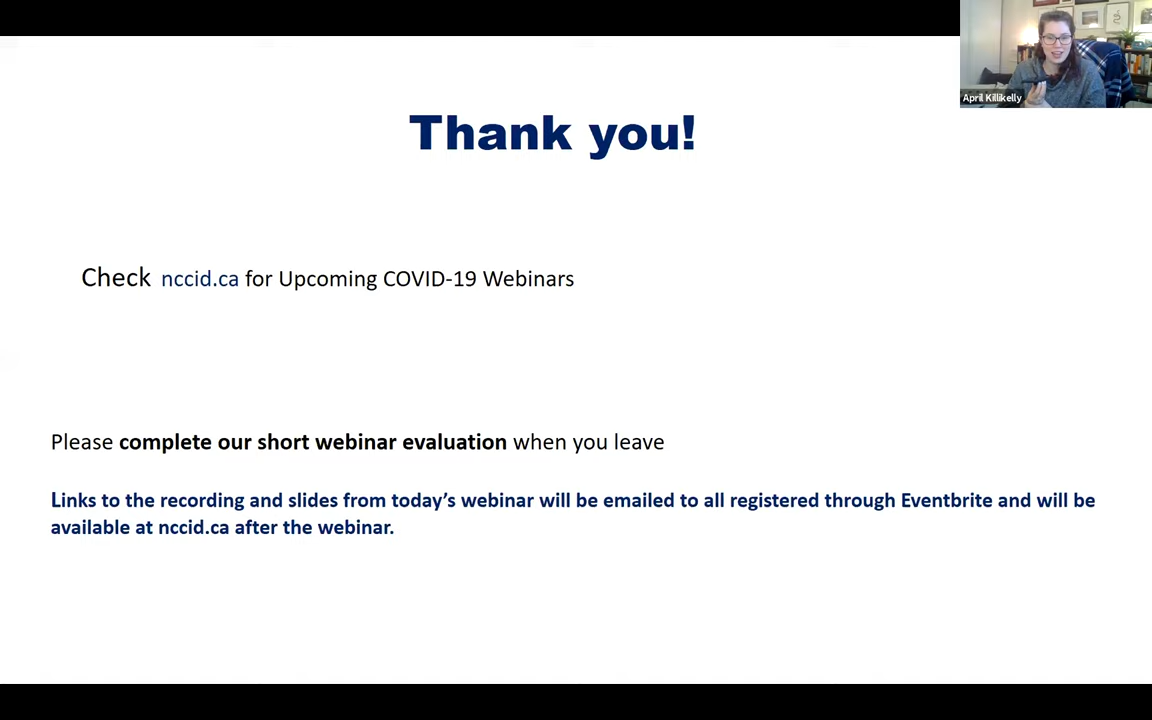 April Killikelly
Thank you!
Check nccid.ca for Upcoming COVID-19 Webinars
Please complete our short webinar evaluation when you leave
Links to the recording and slides from today’s webinar will be emailed to all registered through Eventbrite and will be
available at nccid.ca after the webinar.